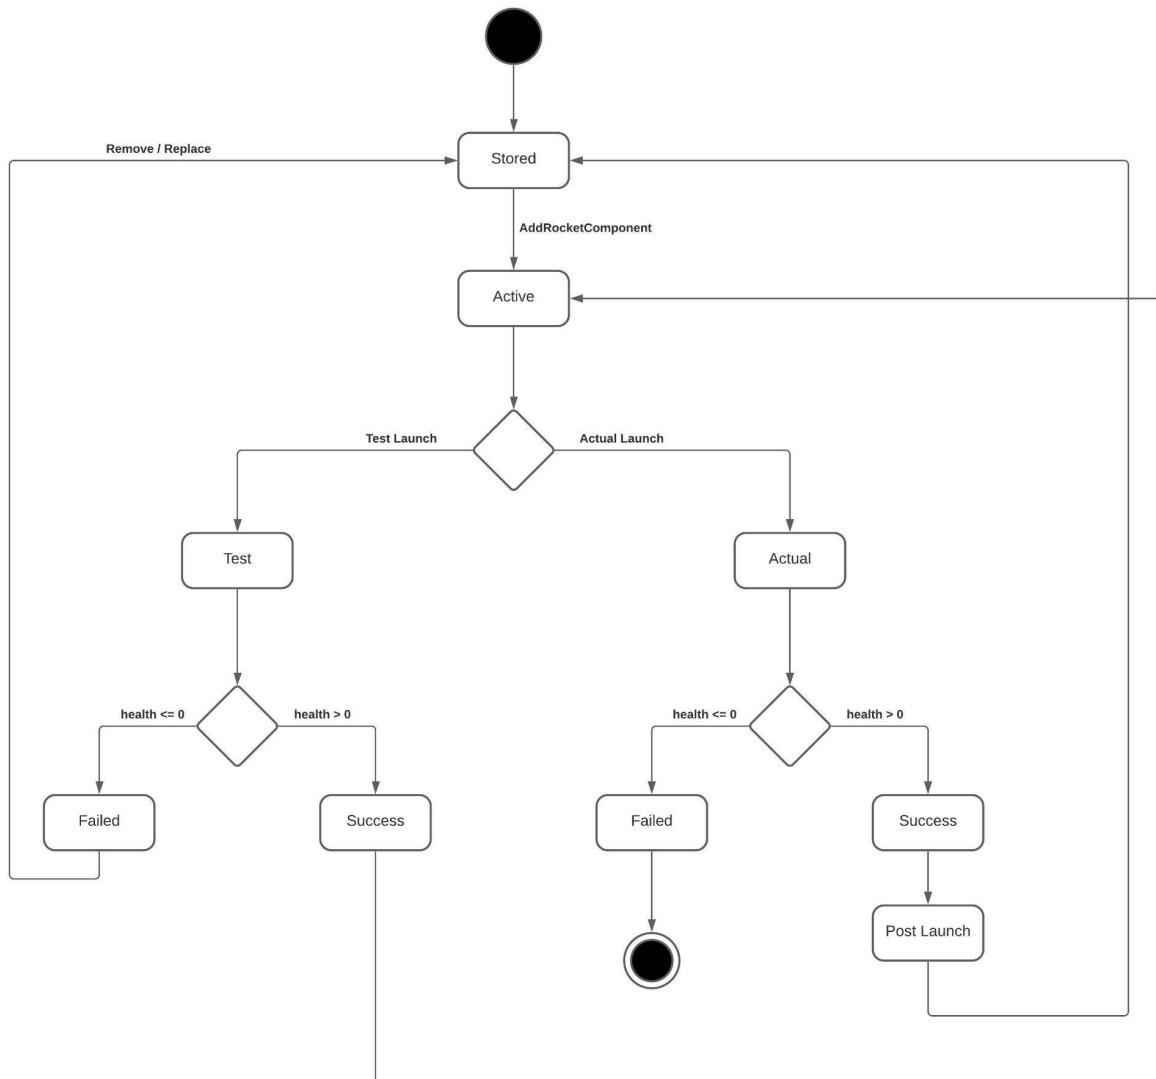 Remove / Replace
Stored
AddRocketComponent
Active
Test Launch
Actual Launch
Test
Actual
health <= 0
health > 0
health <= 0
health > 0
Failed
Success
Failed
Success
Post Launch